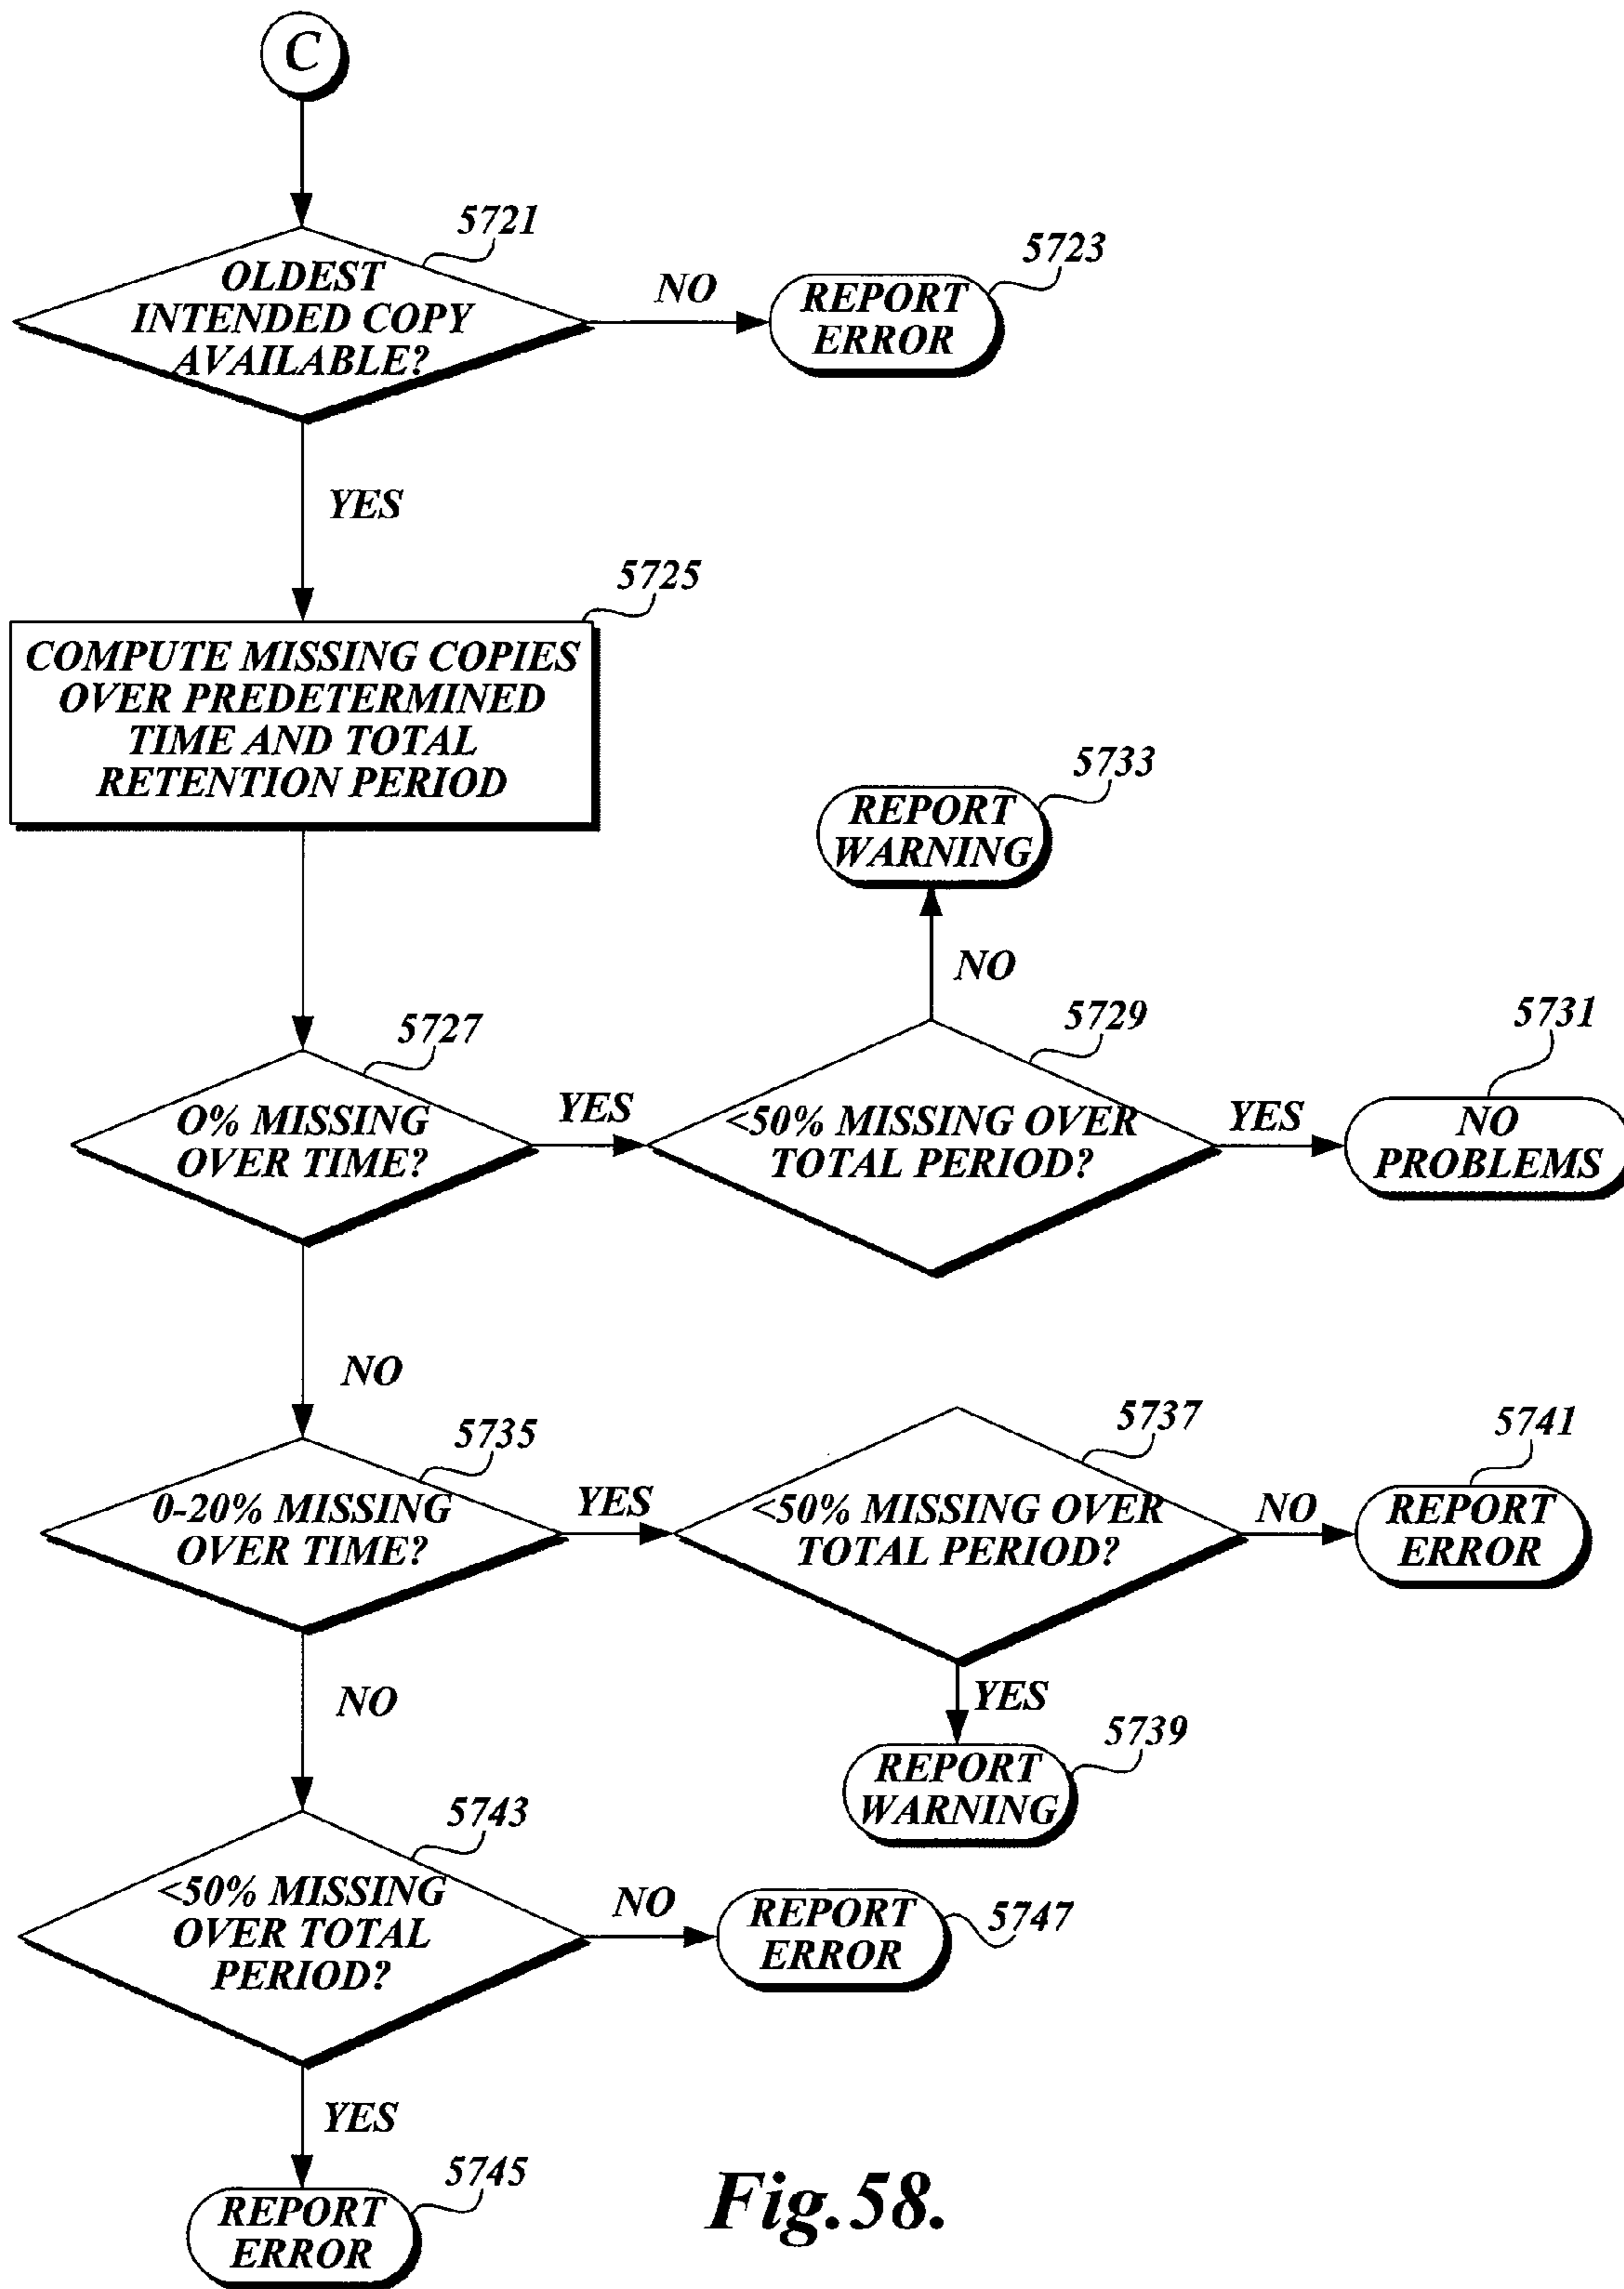 C
5721
OLDEST
INTENDED COPY
AVAILABLE?
NO
5723
REPORT
ERROR
YES
5725
COMPUTE MISSING COPIES
OVER PREDETERMINED
TIME AND TOTAL
RETENTION PERIOD
5733
REPORT
WARNING
NO
5727
O% MISSING
OVER TIME?
YES
5729
<50% MISSING OVER
TOTAL PERIOD?
YES
5731
NO
PROBLEMS
NO
5735
0-20% MISSING
OVER TIME?
YES
5737
<50% MISSING OVER
TOTAL PERIOD?
NO
5741
REPORT
ERROR
YES
5739
REPORT
WARNING
NO
5743
<50% MISSING
OVER TOTAL
PERIOD?
NO
5747
REPORT
ERROR
YES
5745
REPORT
ERROR
Fig.58.